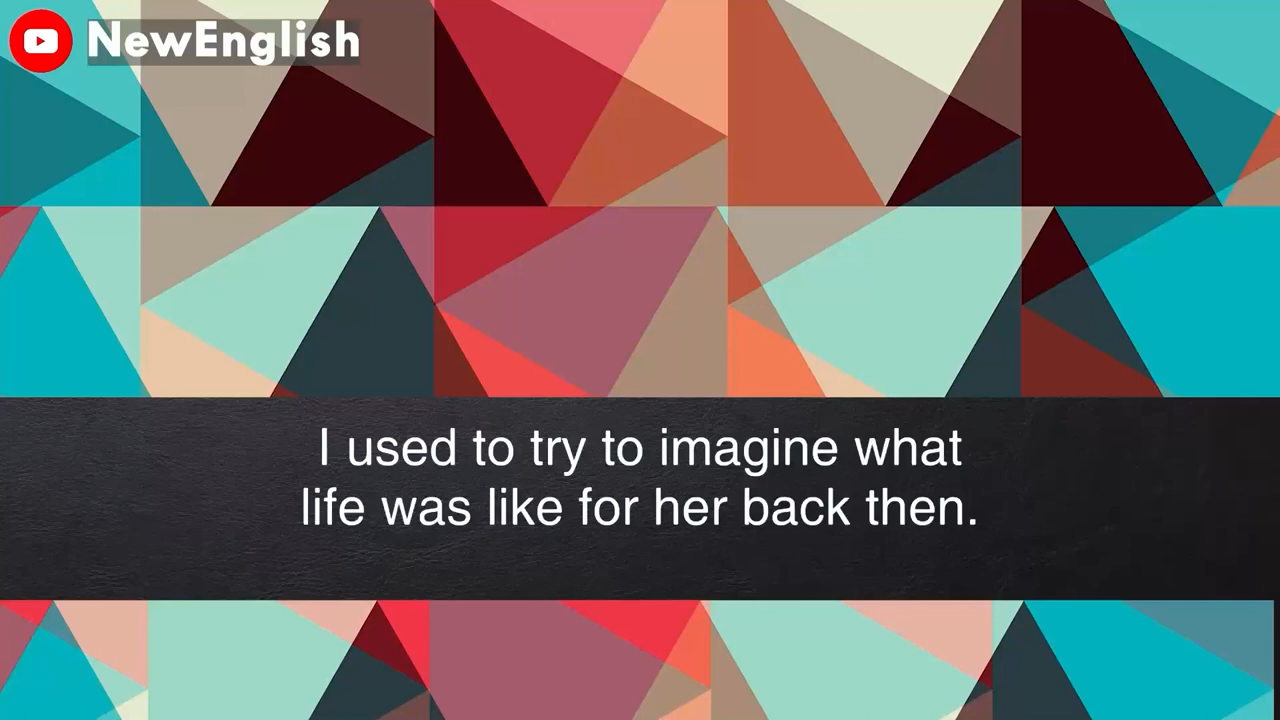 NewEnglish
I used to try to imagine what
life was like for her back then.